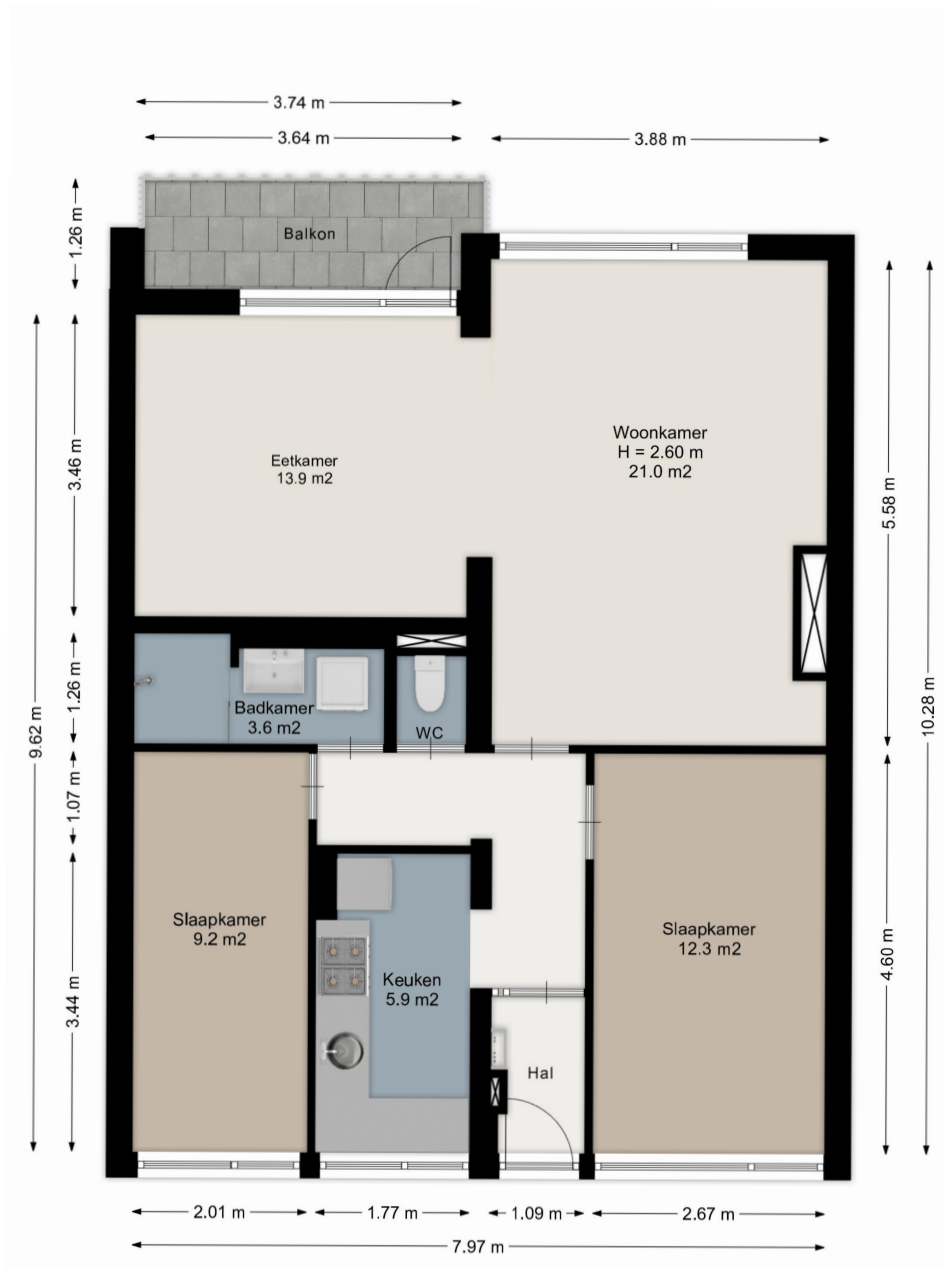 3.74 m
3.64 m
3.88 m
1.26 m
Balkon
Woonkamer
H = 2.60 m
21.0 m2
Eetkamer
13.9 m2
3.46 m
5.58 m
9.62 m
1.26 m
10.28 m
Badkamer
3.6 m2
WC
1.07 m
Slaapkamer
9.2 m2
Slaapkamer
12.3 m2
Keuken
5.9 m2
3.44 m
4.60 m
Hal
2.01 m
1.77 m
1.09 m
2.67 m
7.97 m